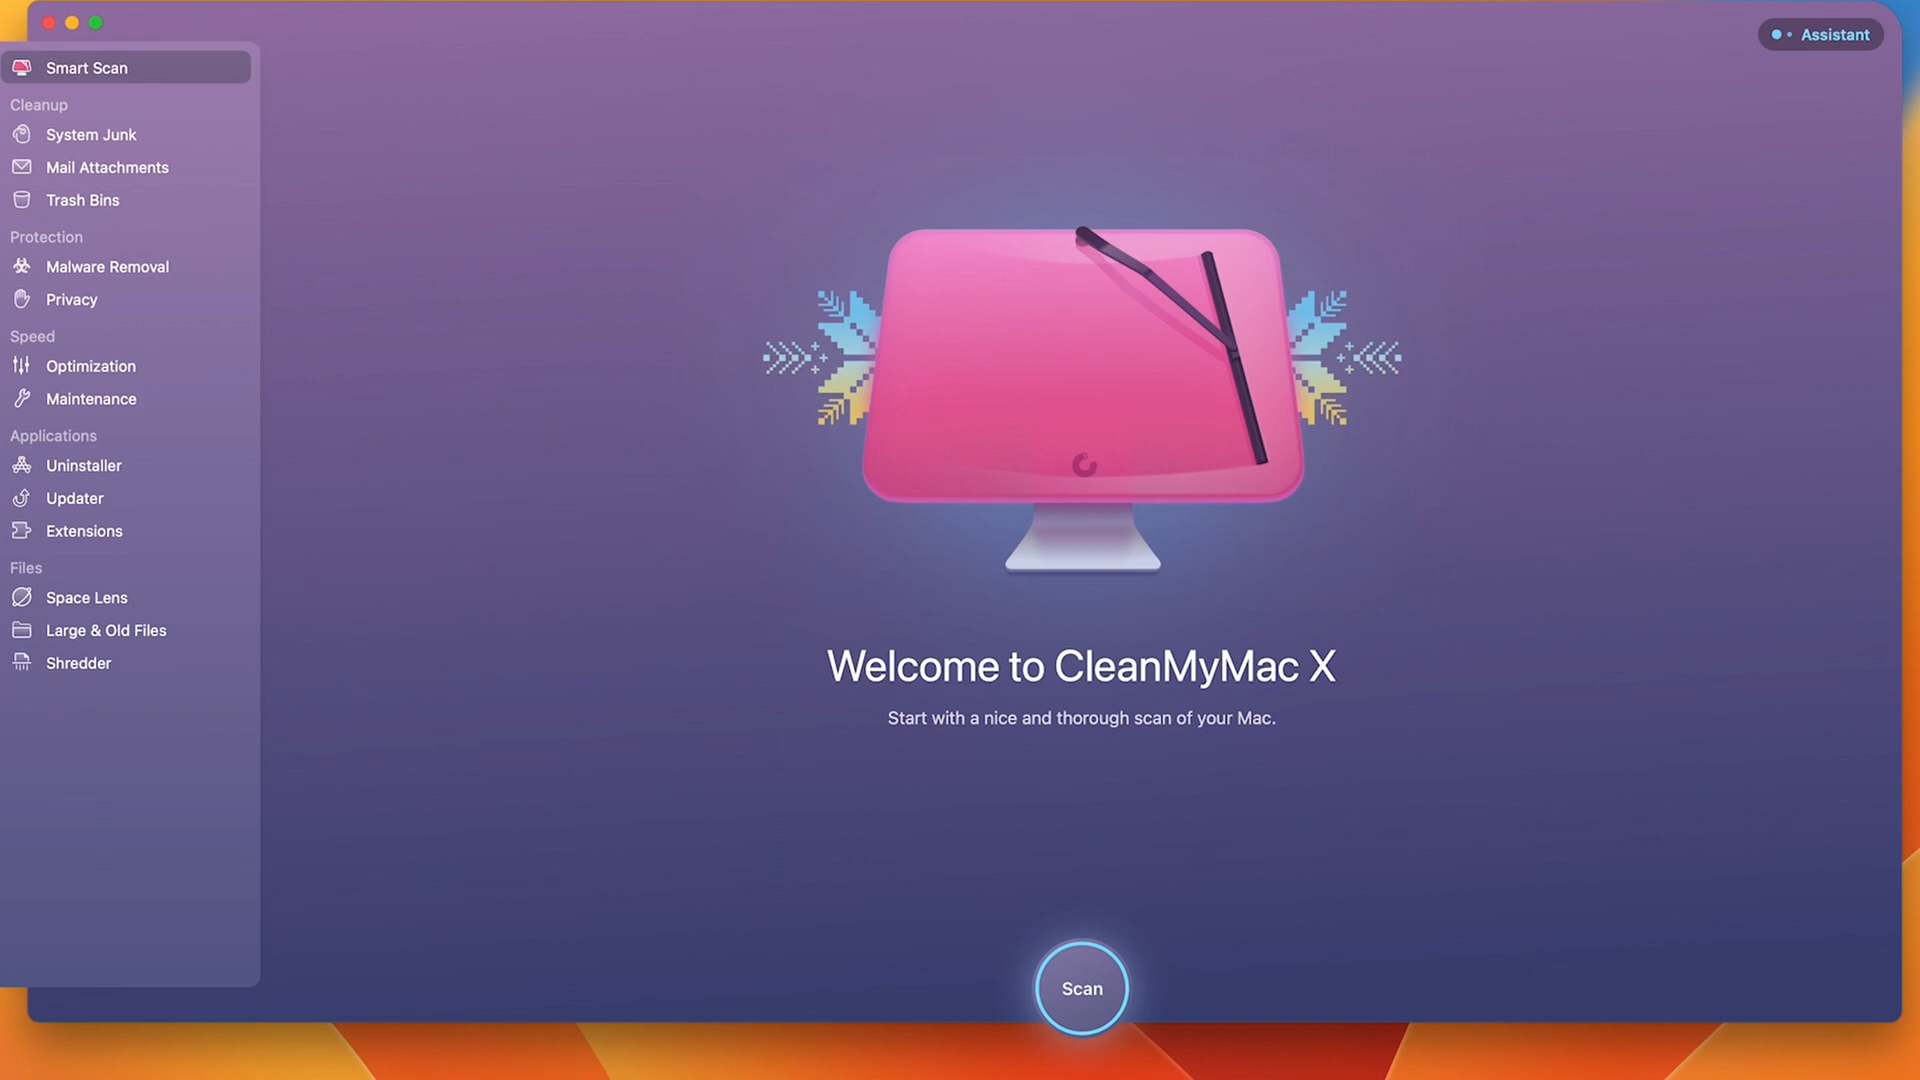 Assistant
Smart Scan
Cleanup
System Junk
Mail Attachments
Trash Bins
Protection
Malware Removal
Privacy
Speed
Optimization
Maintenance
Applications
Uninstaller
Updater
Extensions
Files
Space Lens
Large & Old Files
Shredder
Welcome to CleanMyMac X
Start with a nice and thorough scan of your Mac.
Scan